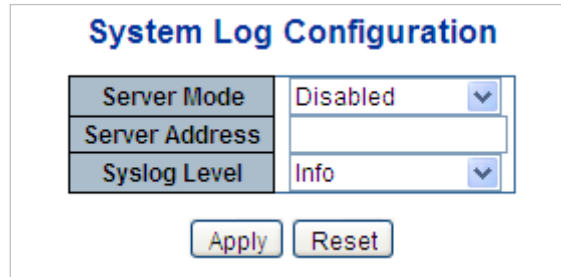 System Log Configuration
Server Mode Disabled
Server Address
Syslog Level Info
Apply Reset